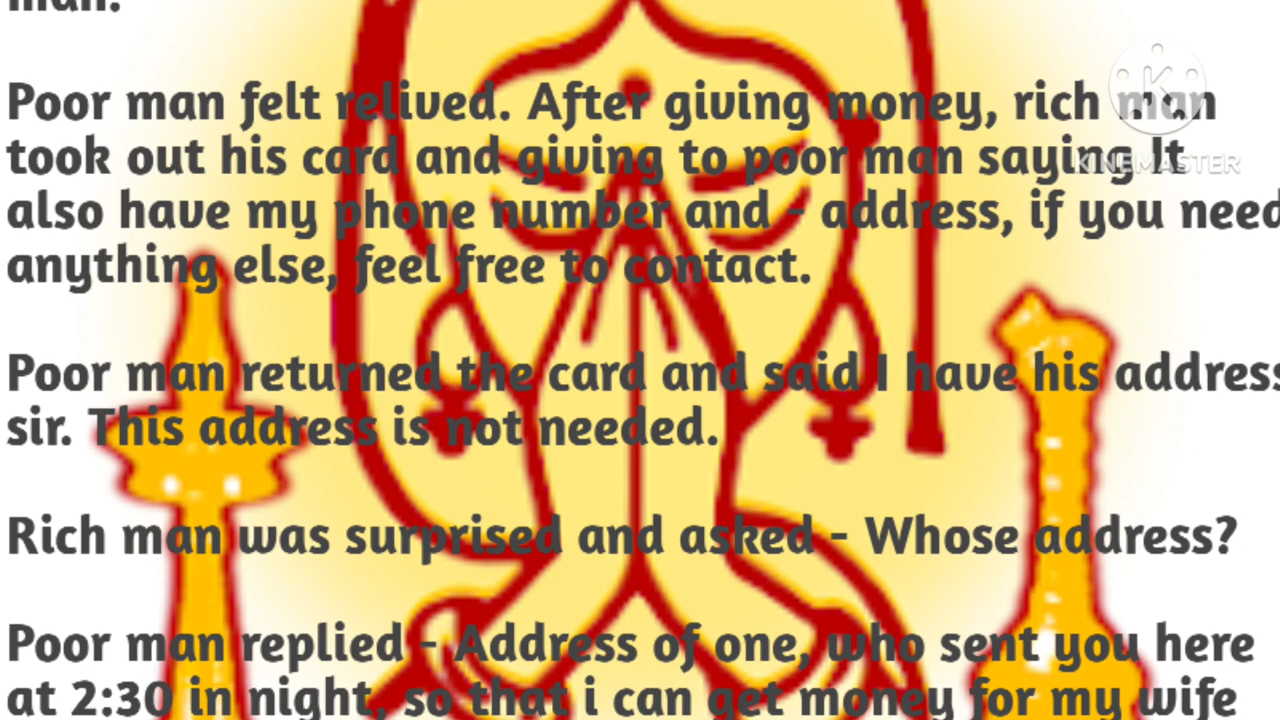 man.
Poor man felt relived. After giving money, rich man
took out his card and giving to poor man saying It
also have my phone number and - address, if you need
anything else, feel free to contact.
Poor man returned the card and said I have his address
sir. This address is not needed.
Rich man was surprised and asked - Whose address?
Poor man replied - Address of one, who sent you here
at 2:30 in night, so that i can get money for my wife
K
KINEMASTER